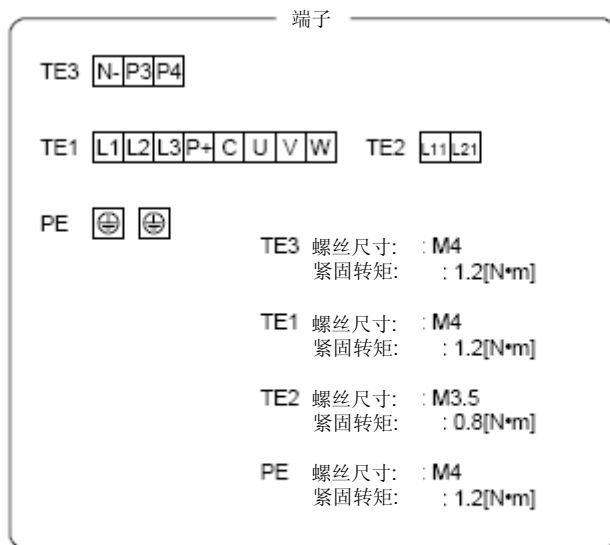 端子
TE3 N- P3 P4
TE1 L1 L2 L3 P+ C U V W TE2 L11 L21
PE
TE3 螺丝尺寸: : M4
紧固转矩: : 1.2[N•m]
TE1 螺丝尺寸: : M4
紧固转矩: : 1.2[N•m]
TE2 螺丝尺寸: : M3.5
紧固转矩: : 0.8[N•m]
PE 螺丝尺寸: : M4
紧固转矩: : 1.2[N•m]